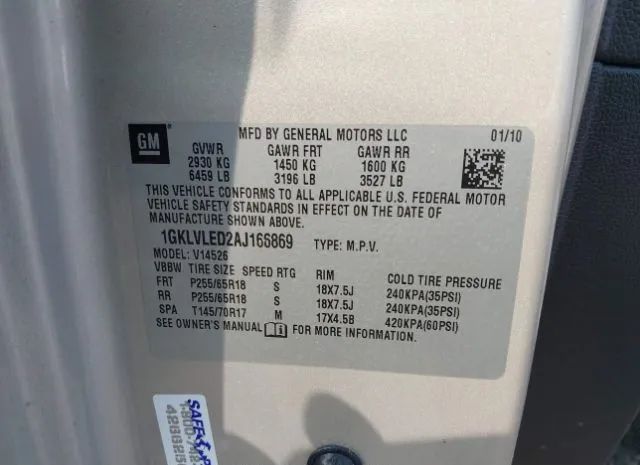 GM
MFD BY GENERAL MOTORS LLC 01/10
GVWR GAWR FRT GAWR RR
2930 KG 1450 KG 1600 KG
6459 LB 3196 LB 3527 LB
THIS VEHICLE CONFORMS TO ALL APPLICABLE U.S. FEDERAL MOTOR
VEHICLE SAFETY STANDARDS IN EFFECT ON THE DATE OF
MANUFACTURE SHOWN ABOVE.
1GKLVLED2AJ166869 TYPE: M.P.V.
MODEL: V14526
VBBW TIRE SIZE SPEED RTG RIM COLD TIRE PRESSURE
FRT P255/65R18 S 18X7.5J 240KPA(35PSI)
RR P255/65R18 S 18X7.5J 240KPA(35PSI)
SPA T145/70R17 M 17X4.5B 420KPA(60PSI)
SEE OWNER'S MANUAL FOR MORE INFORMATION.